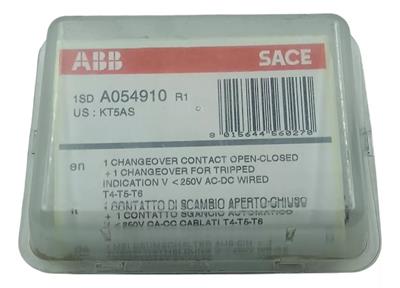 ABB SACE
1SD A054910 R1
US : KT5AS
8 015644 560270
en 1 CHANGEOVER CONTACT OPEN-CLOSED
+ 1 CHANGEOVER FOR TRIPPED
INDICATION V < 250V AC-DC WIRED
T4-T5-T6
1 CONTATTO DI SCAMBIO APERTO-CHIUSO
+ 1 CONTATTO SGANCIO AUTOMATICO
V < 250V CA-CC CABLATI T4-T5-T6